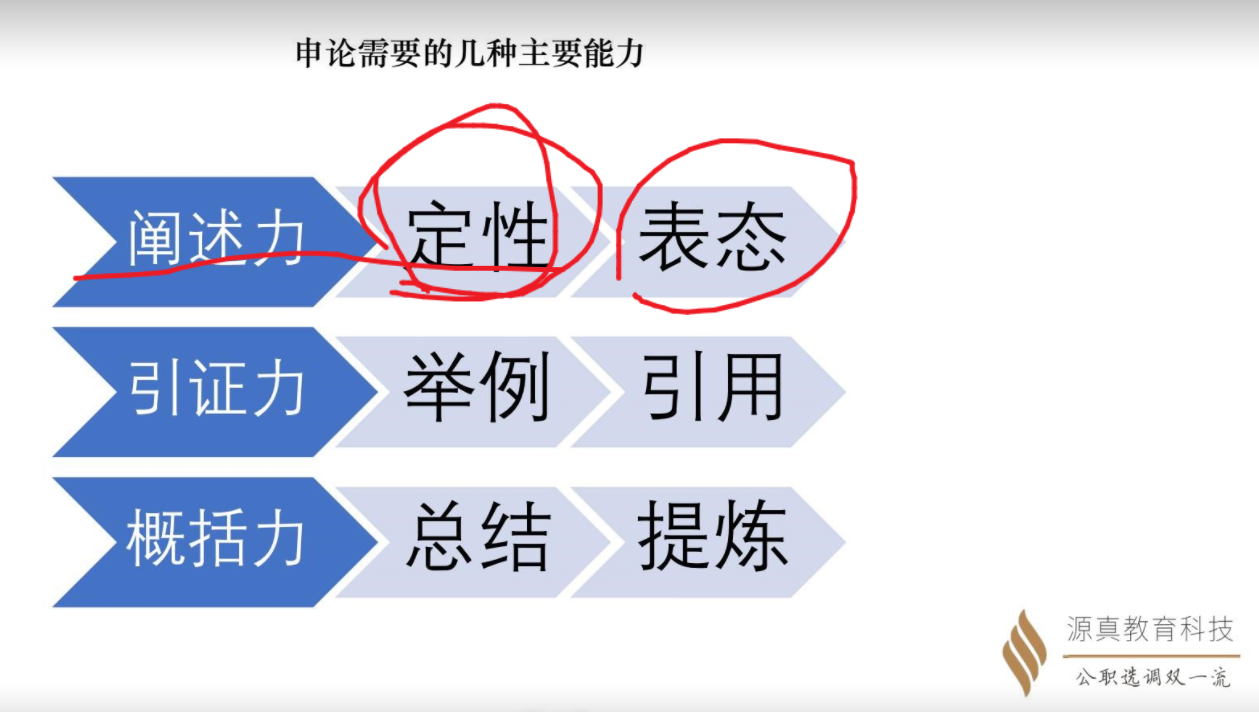 申论需要的几种主要能力
阐述力 定性 表态
引证力 举例 引用
概括力 总结 提炼
源真教育科技
公职选调双一流